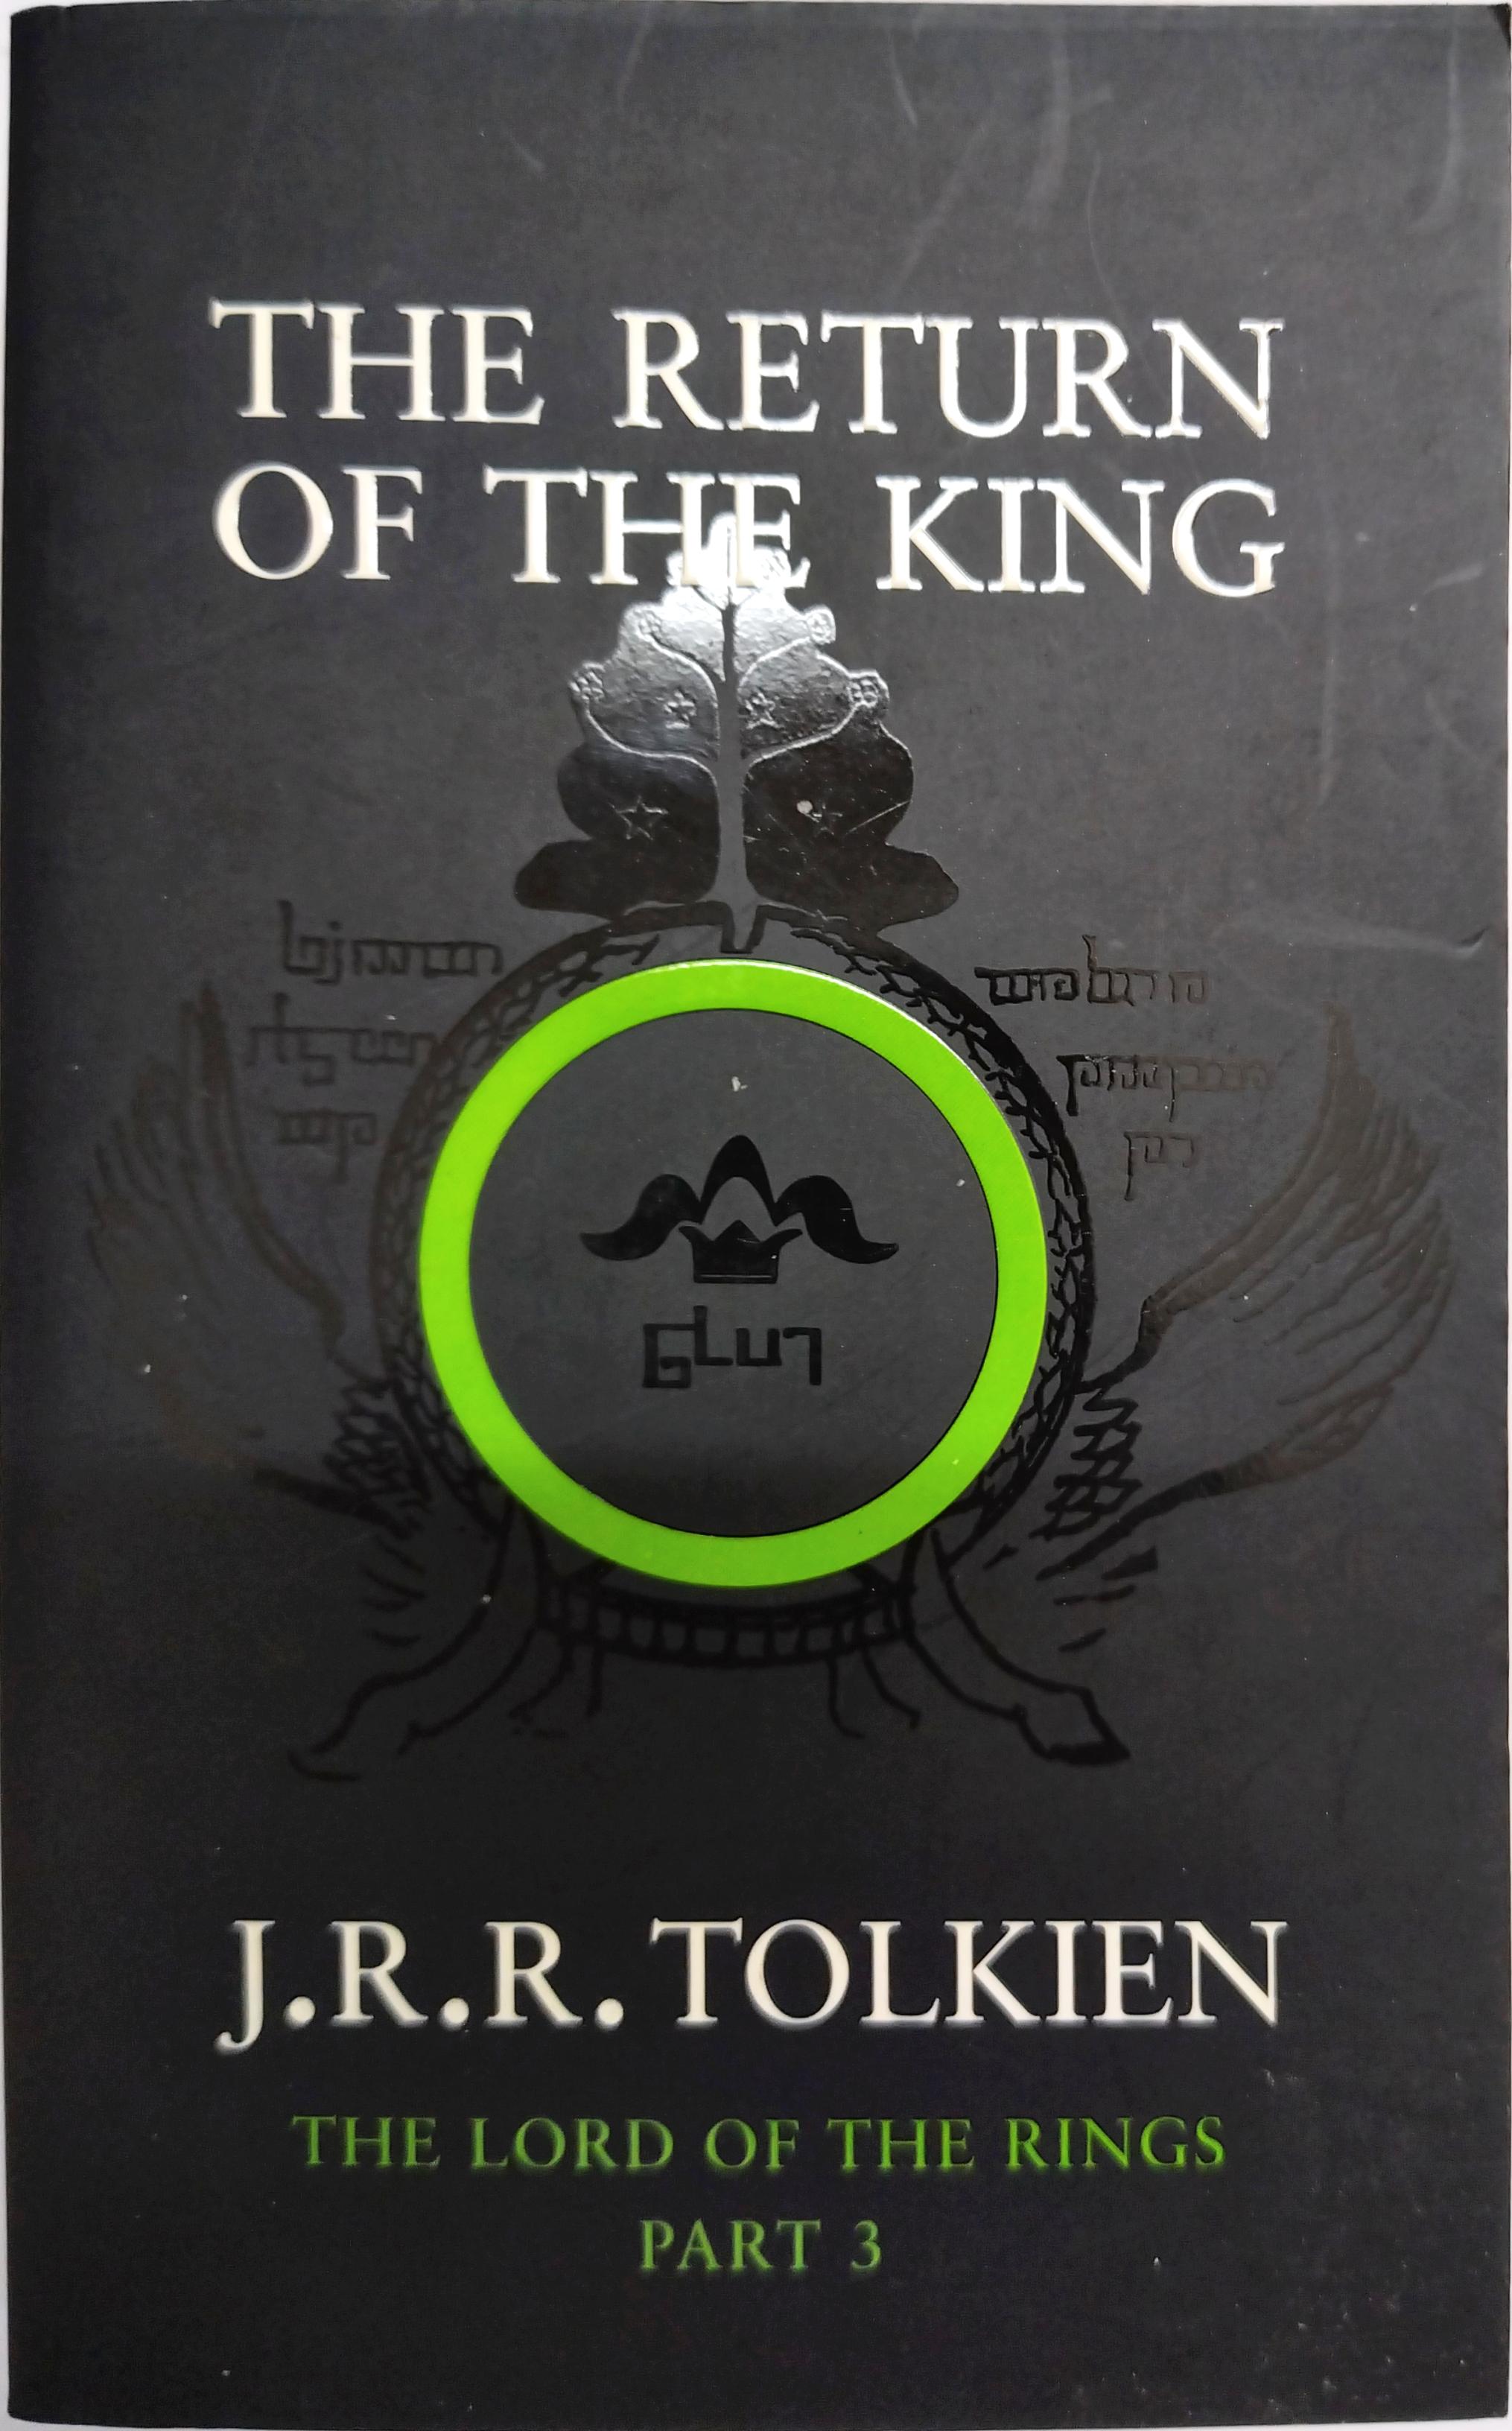 THE RETURN
OF THE KING
J.R.R. TOLKIEN
THE LORD OF THE RINGS
PART 3